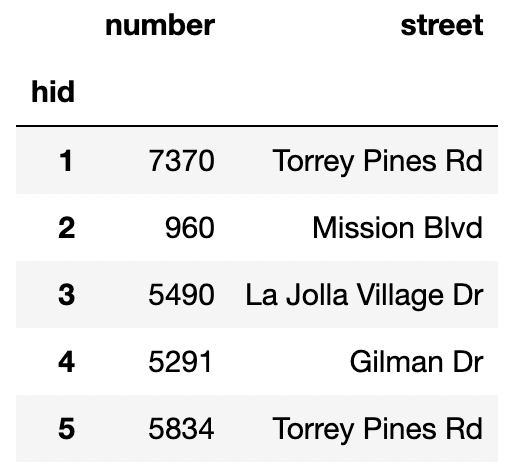 number street
hid
1 7370 Torrey Pines Rd
2 960 Mission Blvd
3 5490 La Jolla Village Dr
4 5291 Gilman Dr
5 5834 Torrey Pines Rd